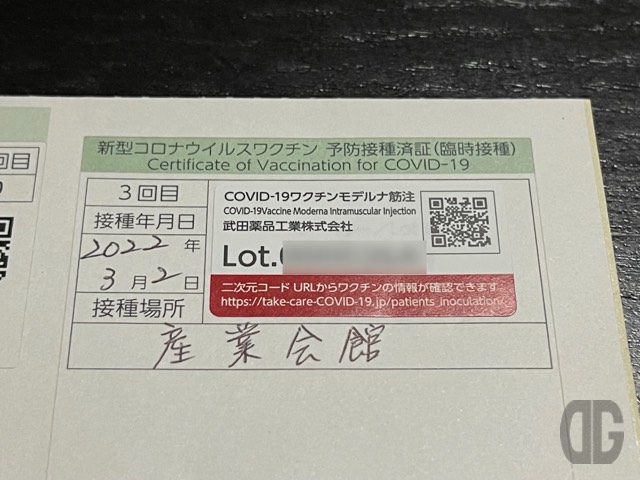 新型コロナウイルスワクチン 予防接種済証(臨時接種)
Certificate of Vaccination for COVID-19
3回目
接種年月日
2022年
3月2日
接種場所
COVID-19ワクチンモデルナ筋注
COVID-19Vaccine Moderna Intramuscular Injection
武田薬品工業株式会社
Lot.
二次元コード URLからワクチンの情報が確認できます
https://take-care-COVID-19.jp/patients_inoculation/
産業会館
回目
DG